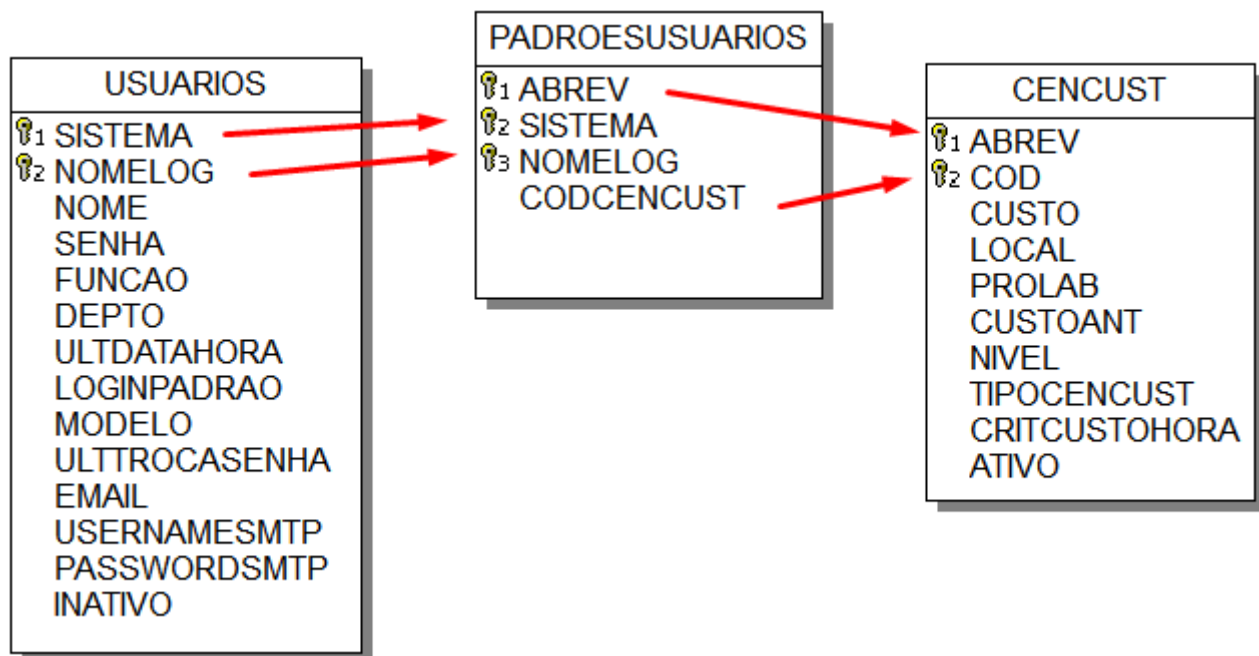 USUARIOS
1 SISTEMA
2 NOMELOG
NOME
SENHA
FUNCAO
DEPTO
ULTDATAHORA
LOGINPADRAO
MODELO
ULTTROCASENHA
EMAIL
USERNAMESMTP
PASSWORDSMTP
INATIVO
PADROESUSUARIOS
1 ABREV
2 SISTEMA
3 NOMELOG
CODCENCUST
CENCUST
1 ABREV
2 COD
CUSTO
LOCAL
PROLAB
CUSTOANT
NIVEL
TIPOCENCUST
CRITCUSTOHORA
ATIVO